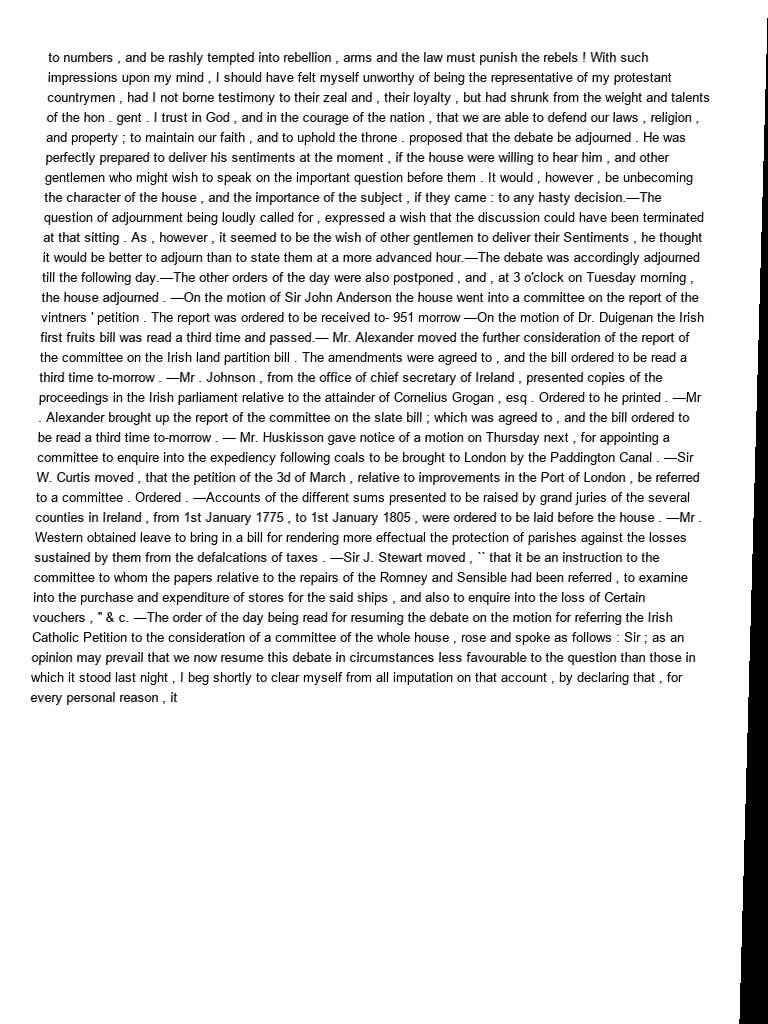 to numbers , and be rashly tempted into rebellion , arms and the law must punish the rebels ! With such
impressions upon my mind , I should have felt myself unworthy of being the representative of my protestant
countrymen , had I not borne testimony to their zeal and , their loyalty , but had shrunk from the weight and talents
of the hon . gent . I trust in God , and in the courage of the nation , that we are able to defend our laws , religion ,
and property ; to maintain our faith , and to uphold the throne . proposed that the debate be adjourned . He was
perfectly prepared to deliver his sentiments at the moment , if the house were willing to hear him , and other
gentlemen who might wish to speak on the important question before them . It would , however , be unbecoming
the character of the house , and the importance of the subject , if they came : to any hasty decision.—The
question of adjournment being loudly called for , expressed a wish that the discussion could have been terminated
at that sitting . As , however , it seemed to be the wish of other gentlemen to deliver their Sentiments , he thought
it would be better to adjourn than to state them at a more advanced hour.—The debate was accordingly adjourned
till the following day.—The other orders of the day were also postponed , and , at 3 o'clock on Tuesday morning ,
the house adjourned . —On the motion of Sir John Anderson the house went into a committee on the report of the
vintners ' petition . The report was ordered to be received to- 951 morrow —On the motion of Dr. Duigenan the Irish
first fruits bill was read a third time and passed.— Mr. Alexander moved the further consideration of the report of
the committee on the Irish land partition bill . The amendments were agreed to , and the bill ordered to be read a
third time to-morrow . —Mr . Johnson , from the office of chief secretary of Ireland , presented copies of the
proceedings in the Irish parliament relative to the attainder of Cornelius Grogan , esq . Ordered to he printed . —Mr
. Alexander brought up the report of the committee on the slate bill ; which was agreed to , and the bill ordered to
be read a third time to-morrow . — Mr. Huskisson gave notice of a motion on Thursday next , for appointing a
committee to enquire into the expediency following coals to be brought to London by the Paddington Canal . —Sir
W. Curtis moved , that the petition of the 3d of March , relative to improvements in the Port of London , be referred
to a committee . Ordered . —Accounts of the different sums presented to be raised by grand juries of the several
counties in Ireland , from 1st January 1775 , to 1st January 1805 , were ordered to be laid before the house . —Mr .
Western obtained leave to bring in a bill for rendering more effectual the protection of parishes against the losses
sustained by them from the defalcations of taxes . —Sir J. Stewart moved , `` that it be an instruction to the
committee to whom the papers relative to the repairs of the Romney and Sensible had been referred , to examine
into the purchase and expenditure of stores for the said ships , and also to enquire into the loss of Certain
vouchers , " & c. —The order of the day being read for resuming the debate on the motion for referring the Irish
Catholic Petition to the consideration of a committee of the whole house , rose and spoke as follows : Sir ; as an
opinion may prevail that we now resume this debate in circumstances less favourable to the question than those in
which it stood last night , I beg shortly to clear myself from all imputation on that account , by declaring that , for
every personal reason , it